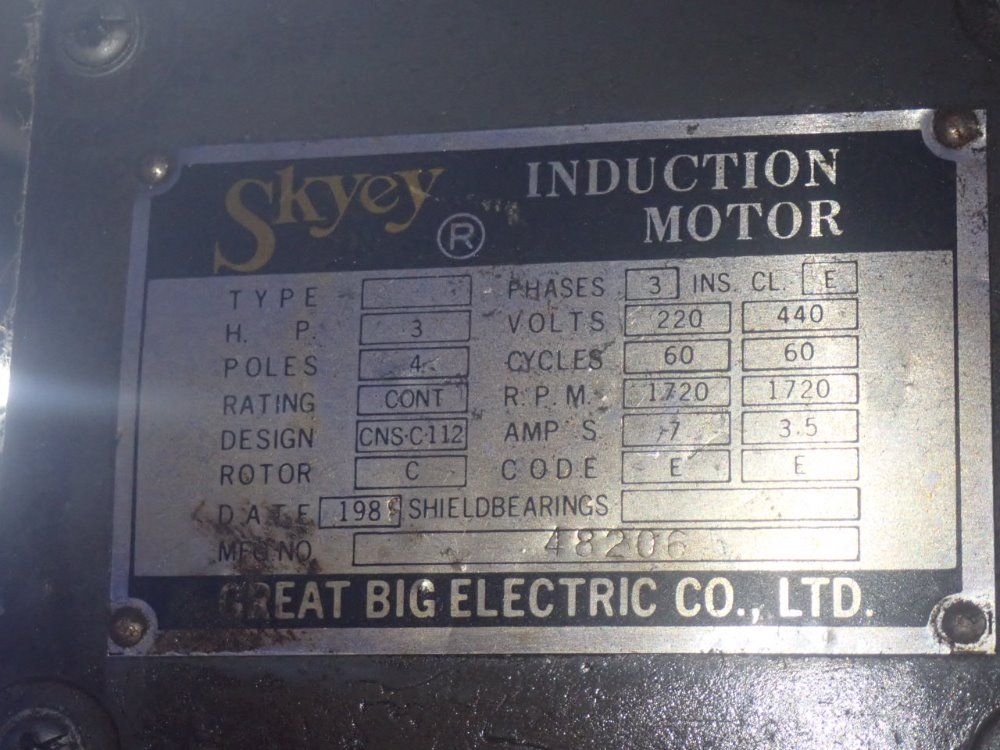 Skyey ® INDUCTION
MOTOR
TYPE PHASES 3 INS. CL. E
H. P. 3 VOLTS 220 440
POLES 4 CYCLES 60 60
RATING CONT R.P.M. 1720 1720
DESIGN CNS·C·112 AMP'S 7 3.5
ROTOR C CODE E E
DATE SHIELDBEARINGS
MFG.NO. 48206
GREAT BIG ELECTRIC CO., LTD.